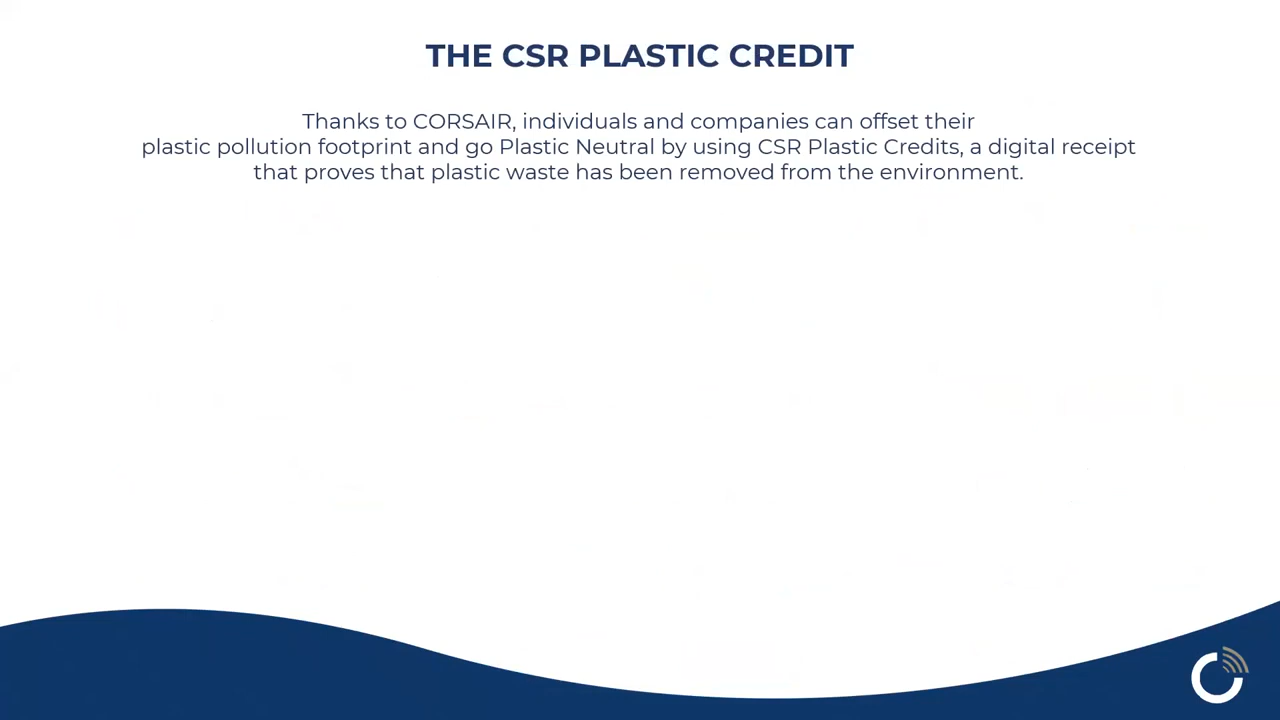 THE CSR PLASTIC CREDIT
Thanks to CORSAIR, individuals and companies can offset their
plastic pollution footprint and go Plastic Neutral by using CSR Plastic Credits, a digital receipt
that proves that plastic waste has been removed from the environment.